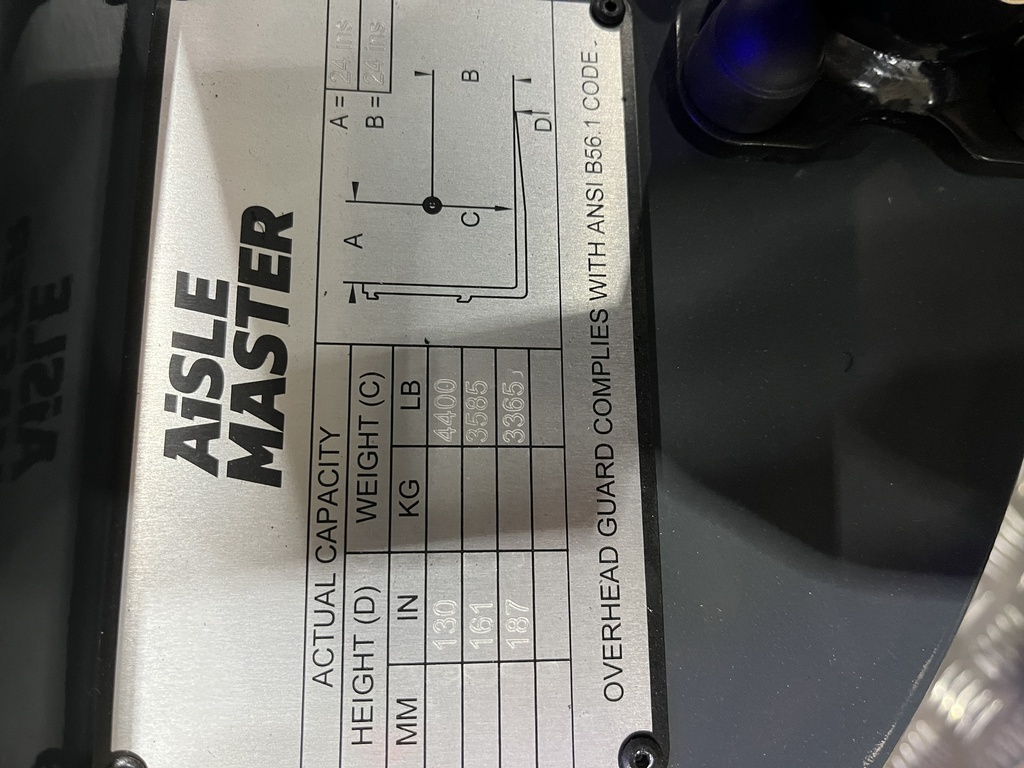 AiSLE
MASTER
ACTUAL CAPACITY
HEIGHT (D) WEIGHT (C)
MM IN KG LB
130 4400
161 3585
187 3365
A = 24 ins
B = 24 ins
A B
C
D
OVERHEAD GUARD COMPLIES WITH ANSI B56.1 CODE.